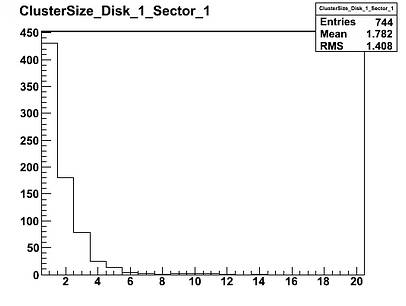 ClusterSize_Disk_1_Sector_1
ClusterSize_Disk_1_Sector_1
Entries 744
Mean 1.782
RMS 1.408
450
400
350
300
250
200
150
100
50
0
2 4 6 8 10 12 14 16 18 20